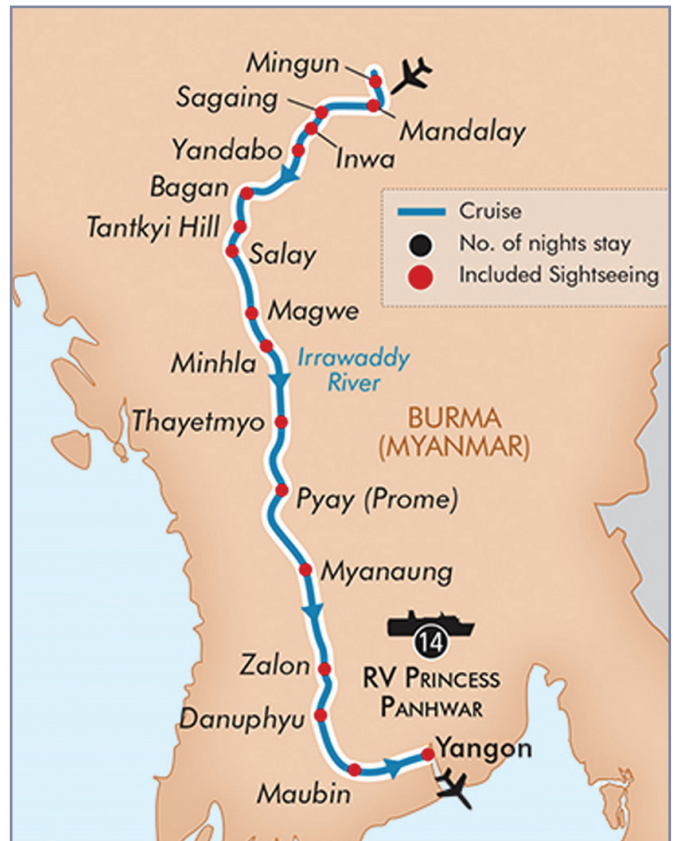 Mingun
Sagaing
Mandalay
Inwa
Yandabo
Bagan
Tantkyi Hill
Salay
Cruise
No. of nights stay
Included Sightseeing
Magwe
Minhla
Irrawaddy
River
Thayetmyo
BURMA
(MYANMAR)
Pyay (Prome)
Myanaung
14
Zalon
RV PRINCESS
PANHWAR
Danuphyu
Yangon
Maubin